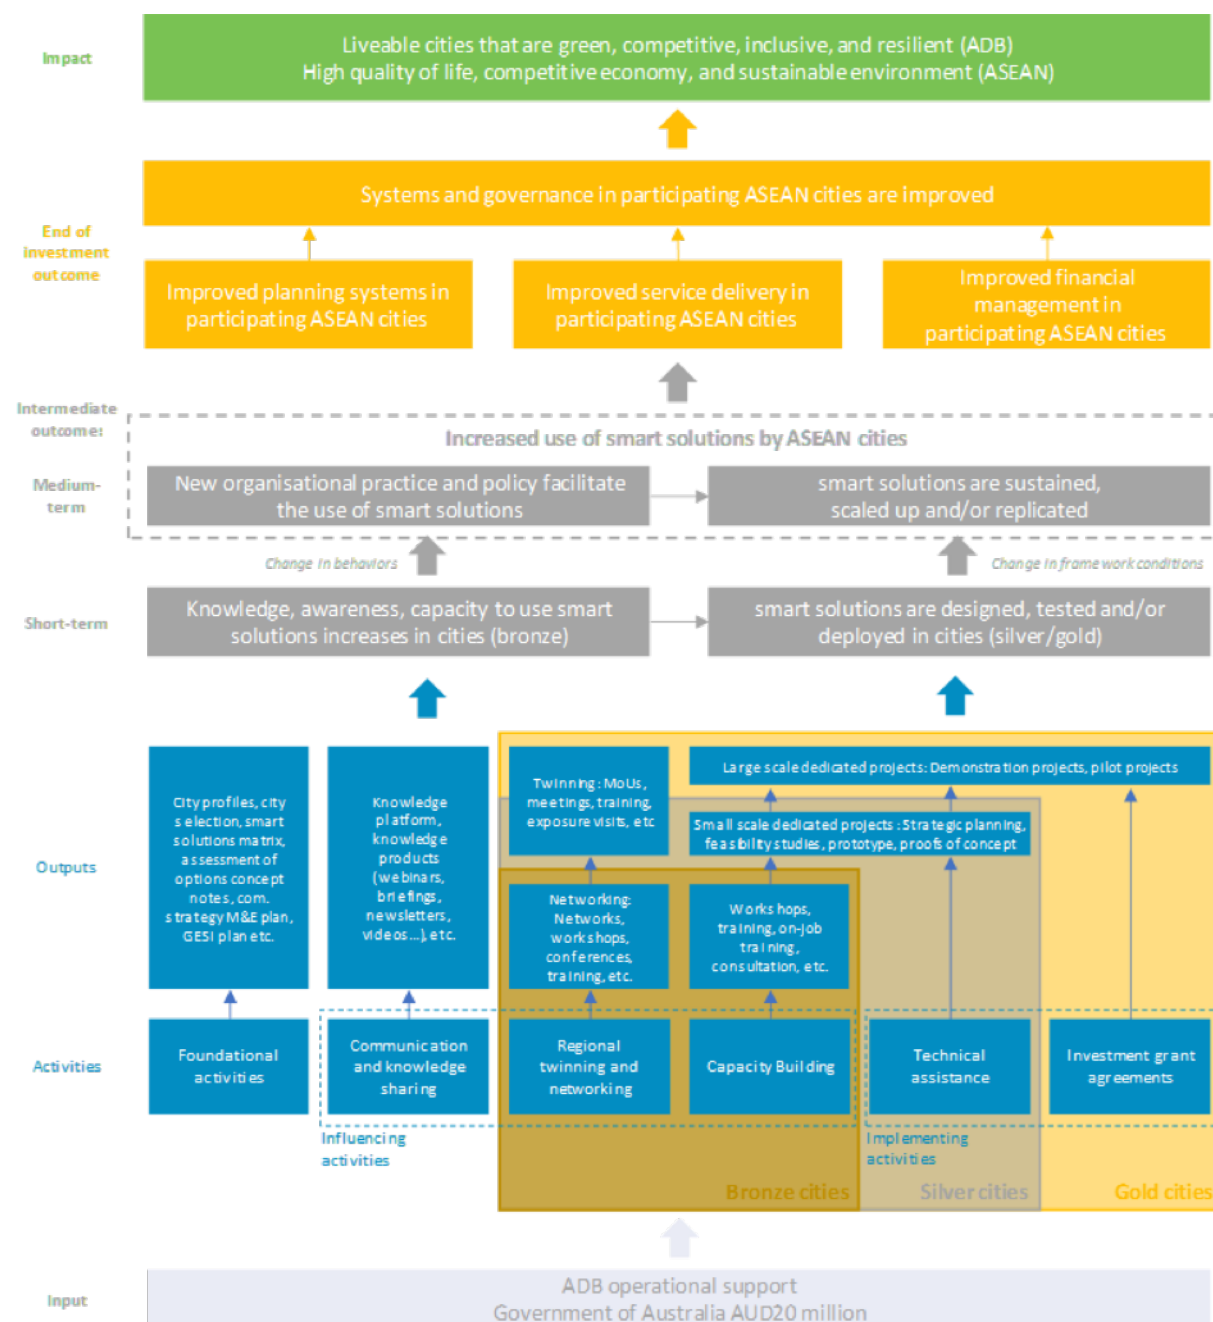 Impact
Liveable cities that are green, competitive, inclusive, and resilient (ADB)
High quality of life, competitive economy, and sustainable environment (ASEAN)
Systems and governance in participating ASEAN cities are improved
End of
investment
outcome
Improved planning systems in
participating ASEAN cities
Improved service delivery in
participating ASEAN cities
Improved financial
management in
participating ASEAN cities
Intermediate
outcome:
Increased use of smart solutions by ASEAN cities
Medium-
term
New organisational practice and policy facilitate
the use of smart solutions
smart solutions are sustained,
scaled up and/or replicated
Change in behaviors
Change in framework conditions
Short-term
Knowledge, awareness, capacity to use smart
solutions increases in cities (bronze)
smart solutions are designed, tested and/or
deployed in cities (silver/gold)
Outputs
City profiles, city
selection, smart
solutions matrix,
assessment of
options concept
notes, com.
strategy M&E plan,
GESI plan etc.
Knowledge
platform,
knowledge
products
(webinars,
briefings,
newsletters,
videos...), etc.
Twinning: MoUs,
meetings, training,
exposure visits, etc
Large scale dedicated projects: Demonstration projects, pilot projects
Small scale dedicated projects : Strategic planning,
feasibility studies, prototype, proofs of concept
Networking:
Networks,
workshops,
conferences,
training, etc.
Workshops,
training, on-job
training,
consultation, etc.
Activities
Foundational
activities
Communication
and knowledge
sharing
Regional
twinning and
networking
Capacity Building
Technical
assistance
Investment grant
agreements
Influencing
activities
Implementing
activities
Bronze cities
Silver cities
Gold cities
Input
ADB operational support
Government of Australia AUD20 million